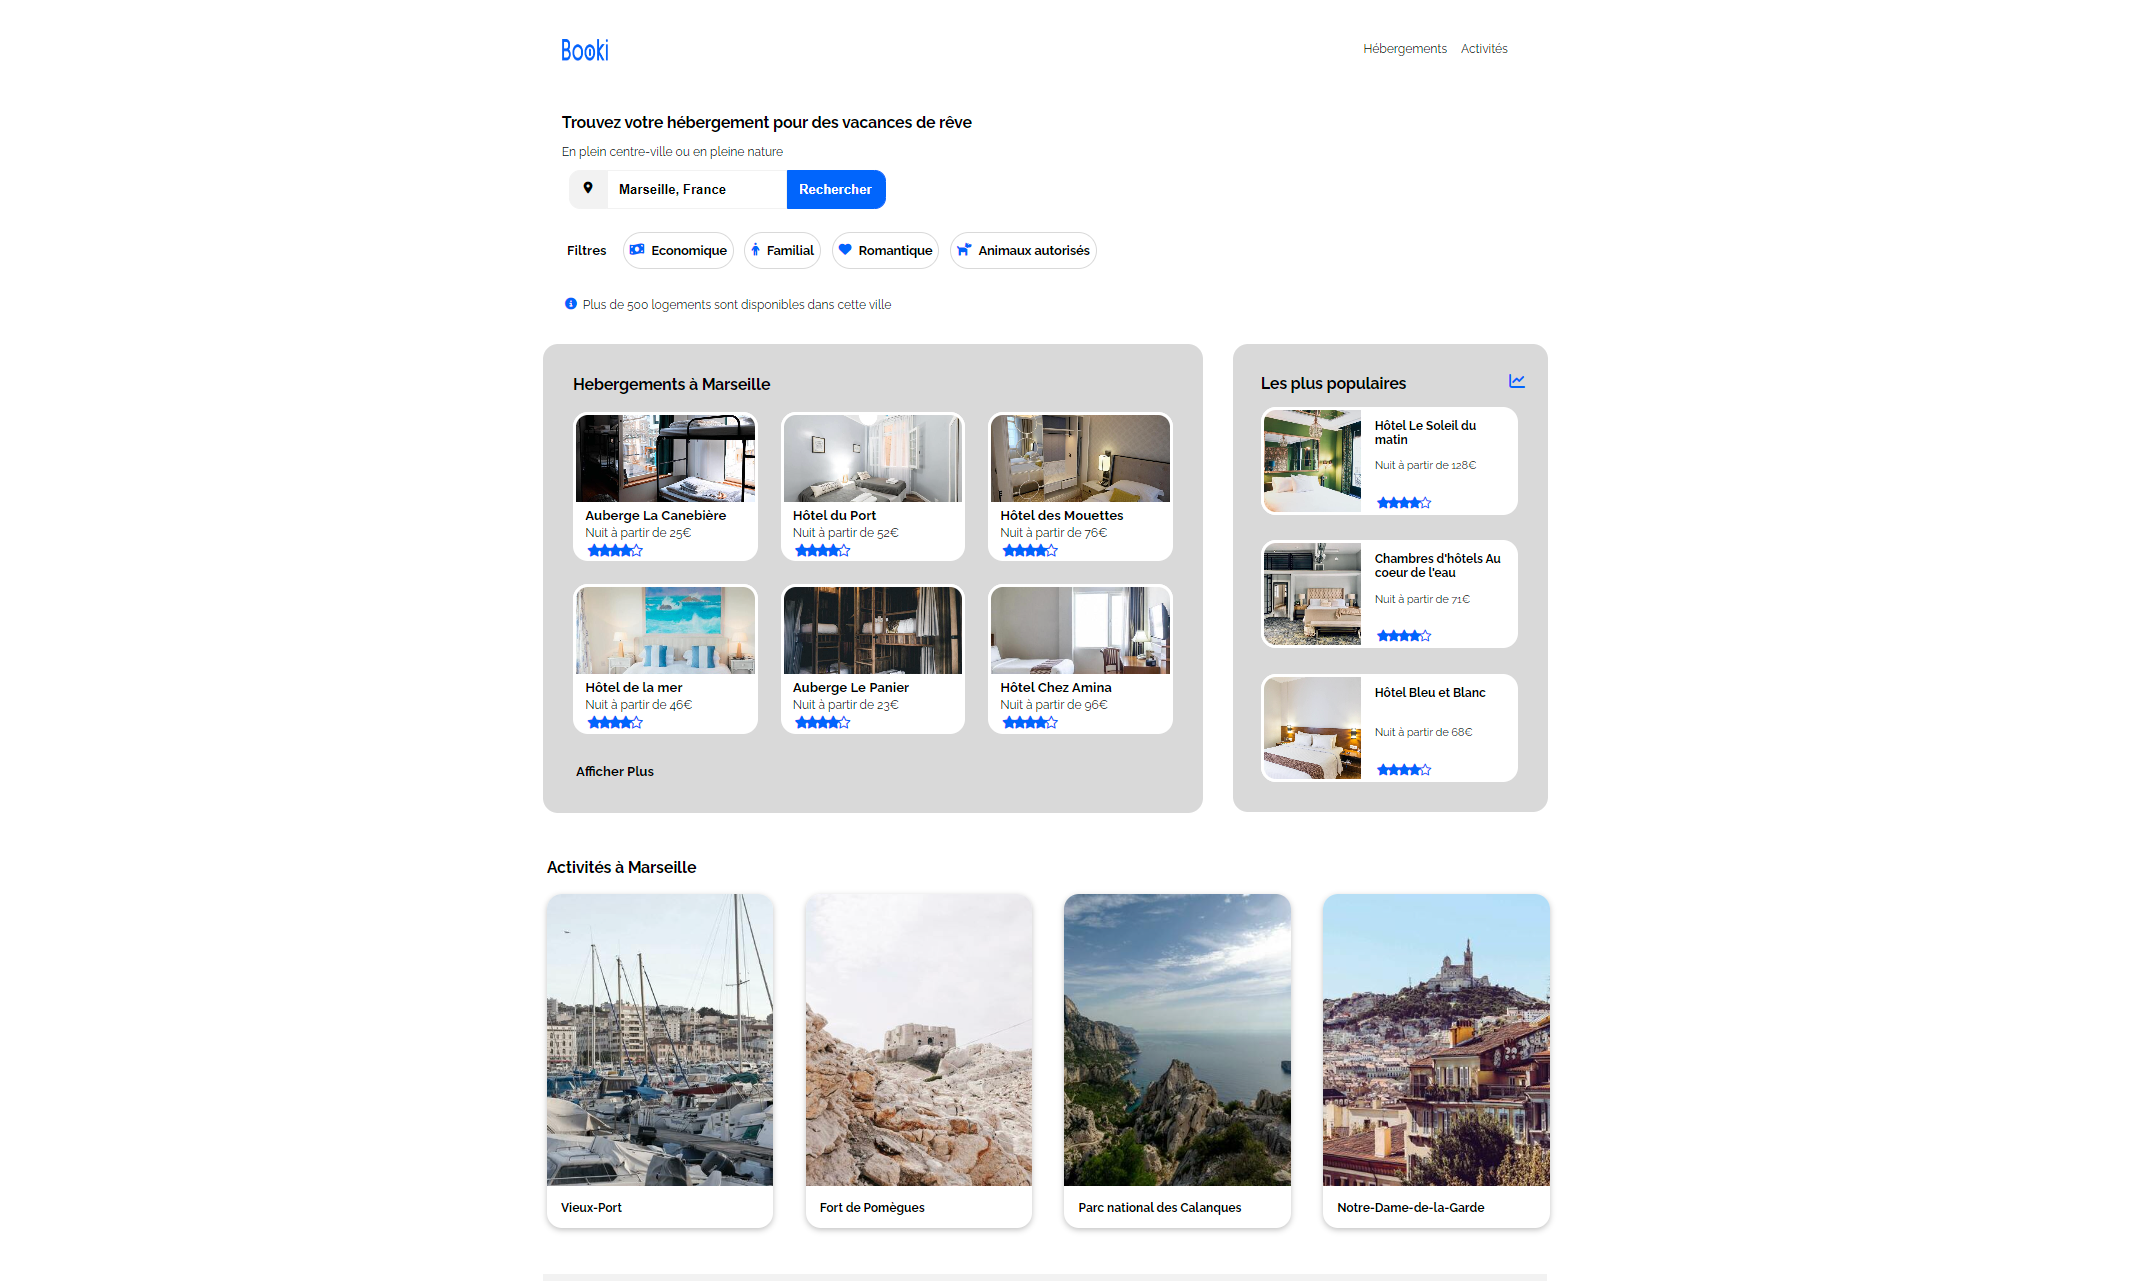 Booki
Hébergements Activités
Trouvez votre hébergement pour des vacances de rêve
En plein centre-ville ou en pleine nature
Marseille, France Rechercher
Filtres Economique Familial Romantique Animaux autorisés
Plus de 500 logements sont disponibles dans cette ville
Hebergements à Marseille
Auberge La Canebière
Nuit à partir de 25€
Hôtel du Port
Nuit à partir de 52€
Hôtel des Mouettes
Nuit à partir de 76€
Hôtel de la mer
Nuit à partir de 46€
Auberge Le Panier
Nuit à partir de 23€
Hôtel Chez Amina
Nuit à partir de 96€
Afficher Plus
Les plus populaires
Hôtel Le Soleil du
matin
Nuit à partir de 128€
Chambres d'hôtels Au
coeur de l'eau
Nuit à partir de 71€
Hôtel Bleu et Blanc
Nuit à partir de 68€
Activités à Marseille
Vieux-Port
Fort de Pomègues
Parc national des Calanques
Notre-Dame-de-la-Garde